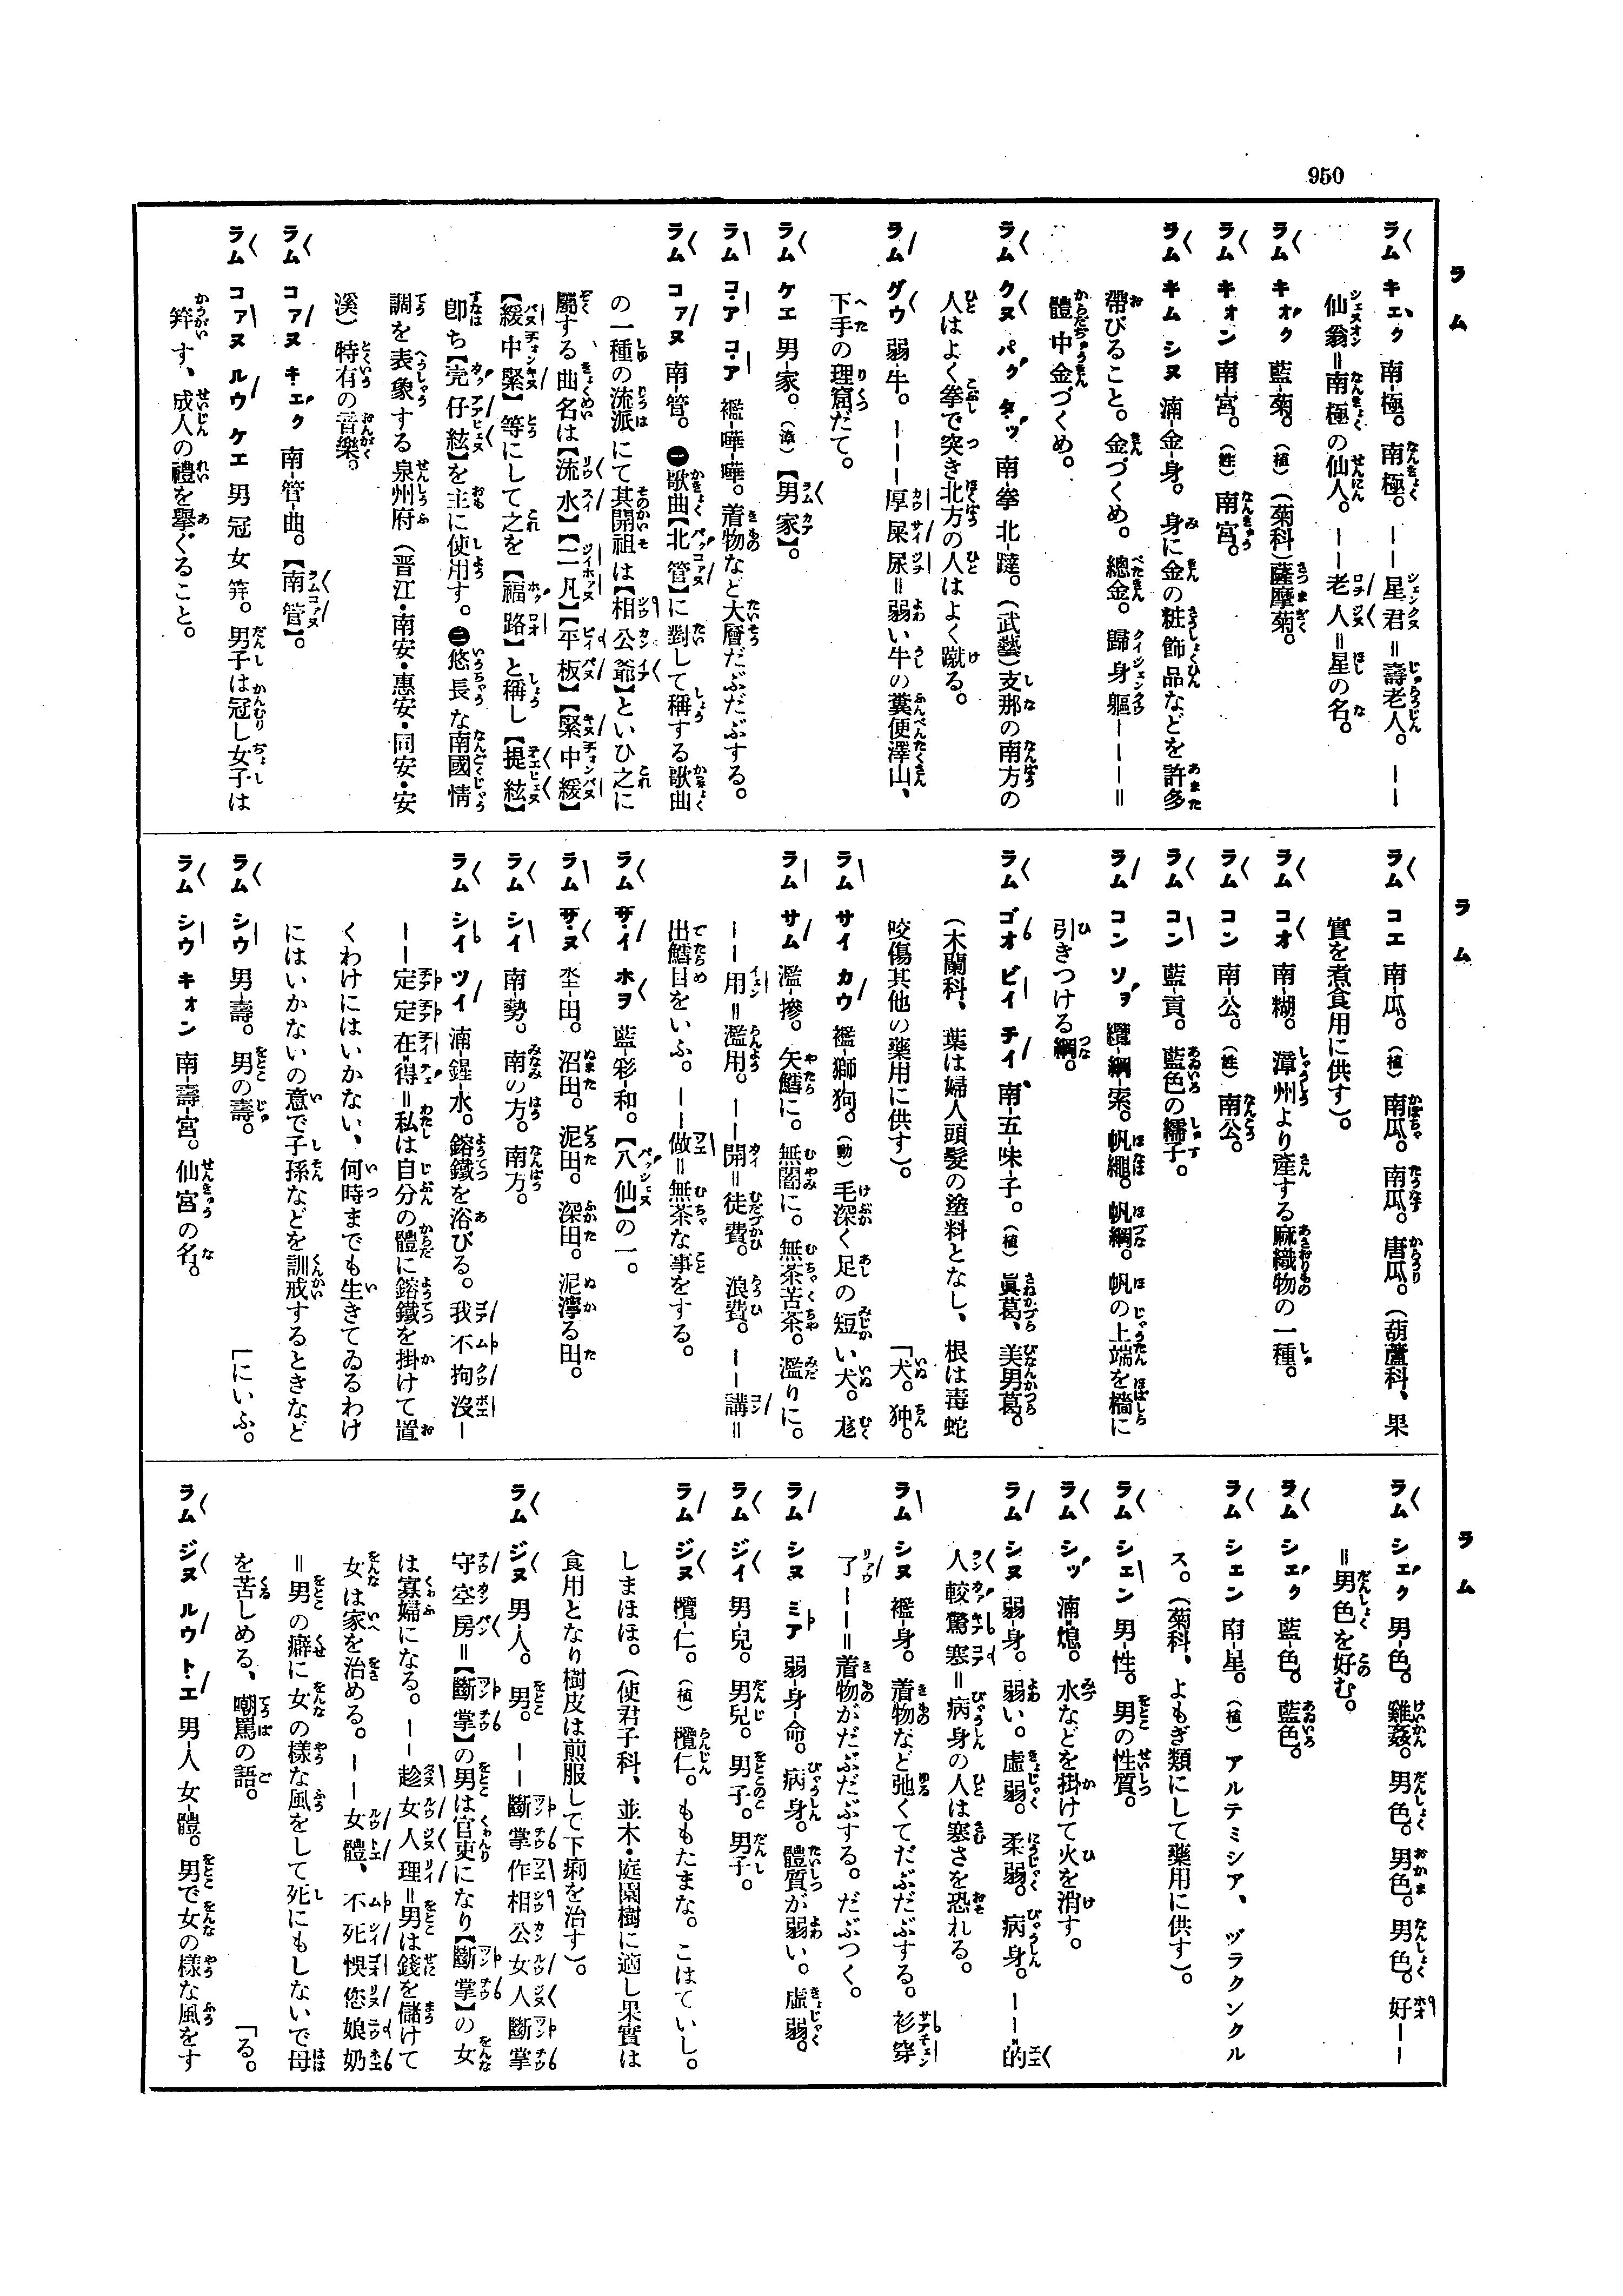 950
ラム
ラム キエク 南極。南極。――星君=壽老人。――
仙翁=南極の仙人。――老人=星の名。
ラム キオク 藍-菊。(植)(菊科)薩摩菊。
ラム キオン 南-宮。(姓)南宮。
ラム キム シヌ 湳-金-身。身に金の粧飾品などを許多
帶びること。金づくめ。總金。歸身軀――=
體中金づくめ。
ラム クヌ パク タッ 南-拳 北-躂。(武藝)支那の南方の
人はよく拳で突き北方の人はよく蹴る。
ラム グウ 弱-牛。――厚屎尿=弱い牛の糞便澤山、
下手の理窟だて。
ラム ケエ 男-家。(漳)【男家】。
ラム コア コア 襤-嘩-嘩。着物など大層だぶだぶする。
ラム コアヌ 南-管。㊀歌曲【北管】に對して稱する歌曲
の一種の流派にて其開祖は【相公爺】といひ之に
屬する曲名は【流水】【二凡】【平板】【緊中緩】
【緩中緊】等にして之を【福路】と稱し【提絃】
卽ち【壳仔絃】を主に使用す。㊁悠長な南國情
調を表象する泉州府(晋江・南安・惠安・同安・安
溪)特有の音樂。
ラム コアヌ キエク 南-管-曲。【南管】。
ラム コアヌ ルウ ケエ 男冠女笄。男子は冠し女子は
笄す、成人の禮を擧ぐること。
ラム
ラム コエ 南-瓜。(植)南瓜。南瓜。唐瓜。(葫蘆科、果
實を煮食用に供す)。
ラム コオ 南-糊。漳州より產する麻織物の一種。
ラム コン 南-公。(姓)南公。
ラム コン 藍-貢。藍色の繻子。
ラム コン ソヲ 纜-綱-索。帆繩。帆綱。帆の上端を檣に
引きつける綱。
ラム ゴオ ビイ チイ 南-五-味-子。(植)眞葛、美男葛。
(木蘭科、葉は婦人頭髮の塗料となし、根は毒蛇
咬傷其他の藥用に供す)。
ラム サイ カウ 襤-獅-狗。(動)毛深く足の短い犬。尨
「犬。狆。
ラム サム 濫-摻。矢鱈に。無闇に。無茶苦茶。濫りに。
――用=濫用。――開=徒費。浪費。――講=
出鱈目をいふ。――做=無茶な事をする。
ラム サイ ホヲ 藍-彩-和。【八仙】の一。
ラム サヌ 坔-田。沼田。泥田。深田。泥濘る田。
ラム シイ 南-勢。南の方。南方。
ラム シイ ツイ 湳-鋥-水。鎔鐵を浴びる。我不拘沒―
―定定在得=私は自分の體に鎔鐵を掛けて置
くわけにはいかない、何時までも生きてゐるわけ
にはいかないの意で子孫などを訓戒するときなど
「にいふ。
ラム シウ 男-壽。男の壽。
ラム シウ キオン 南-壽-宮。仙宮の名。
ラム
ラム シエク 男-色。雞姦。男色。男色。男色。好――
=男色を好む。
ラム シエク 藍-色。藍色。
ラム シエン 南-星。(植)アルテミシア、ヅラクンクル
ス。(菊科、よもぎ類にして藥用に供す)。
ラム シエン 男-性。男の性質。
ラム シッ 湳-熄。水などを掛けて火を消す。
ラム シヌ 弱-身。弱い。虛弱。柔弱。病身。――的
人較驚寒=病身の人は寒さを恐れる。
ラム シヌ 襤-身。着物など弛くてだぶだぶする。衫穿
了――=着物がだぶだぶする。だぶつく。
ラム シヌ ミア 弱-身-命。病身。體質が弱い。虛弱。
ラム ジイ 男-兒。男兒。男子。男子。
ラム ジヌ 欖-仁。(植)欖仁。ももたまな。こはていし。
しまほほ。(使君子科、並木・庭園樹に適し果實は
食用となり樹皮は煎服して下痢を治す)。
ラム ジヌ 男-人。男。――斷掌作相公女人斷掌
守空房=【斷掌】の男は官吏になり【斷掌】の女
は寡婦になる。――趁女人理=男は錢を儲けて
女は家を治める。――女體、不死懊您娘奶
=男の癖に女の樣な風をして死にもしないで母
を苦しめる、嘲罵の語。
「る。
ラム ジヌ ルウ トエ 男人女-體。男で女の樣な風をす